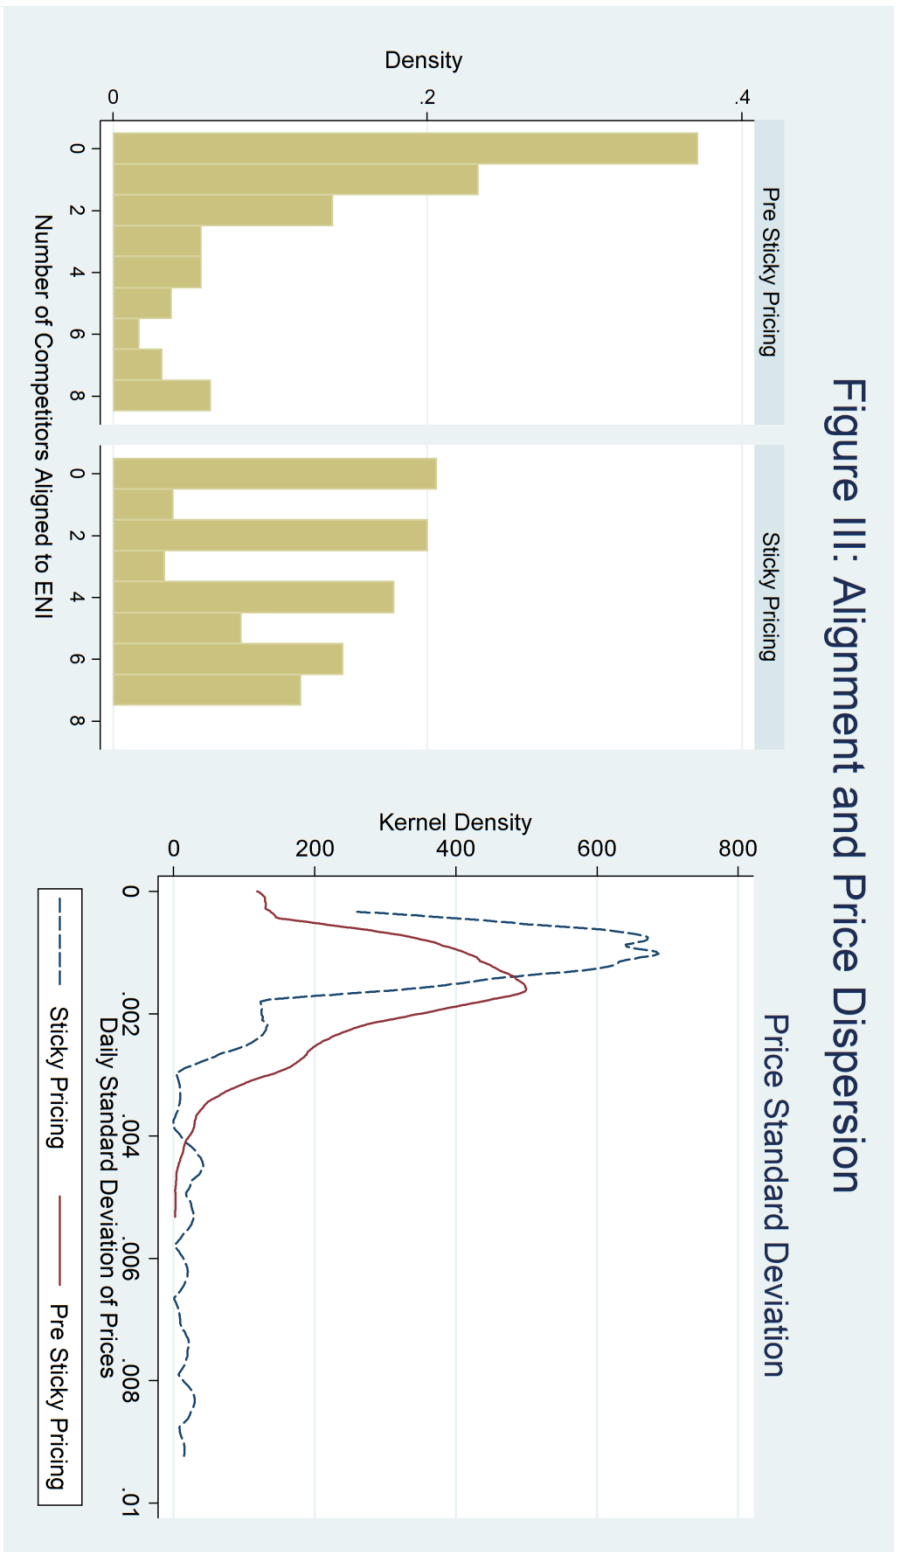 Figure III: Alignment and Price Dispersion
Pre Sticky Pricing
Sticky Pricing
Density
0
.2
.4
0
2
4
6
8
0
2
4
6
8
Number of Competitors Aligned to ENI
Price Standard Deviation
Kernel Density
0
200
400
600
800
0
.002
.004
.006
.008
.01
Daily Standard Deviation of Prices
Sticky Pricing
Pre Sticky Pricing